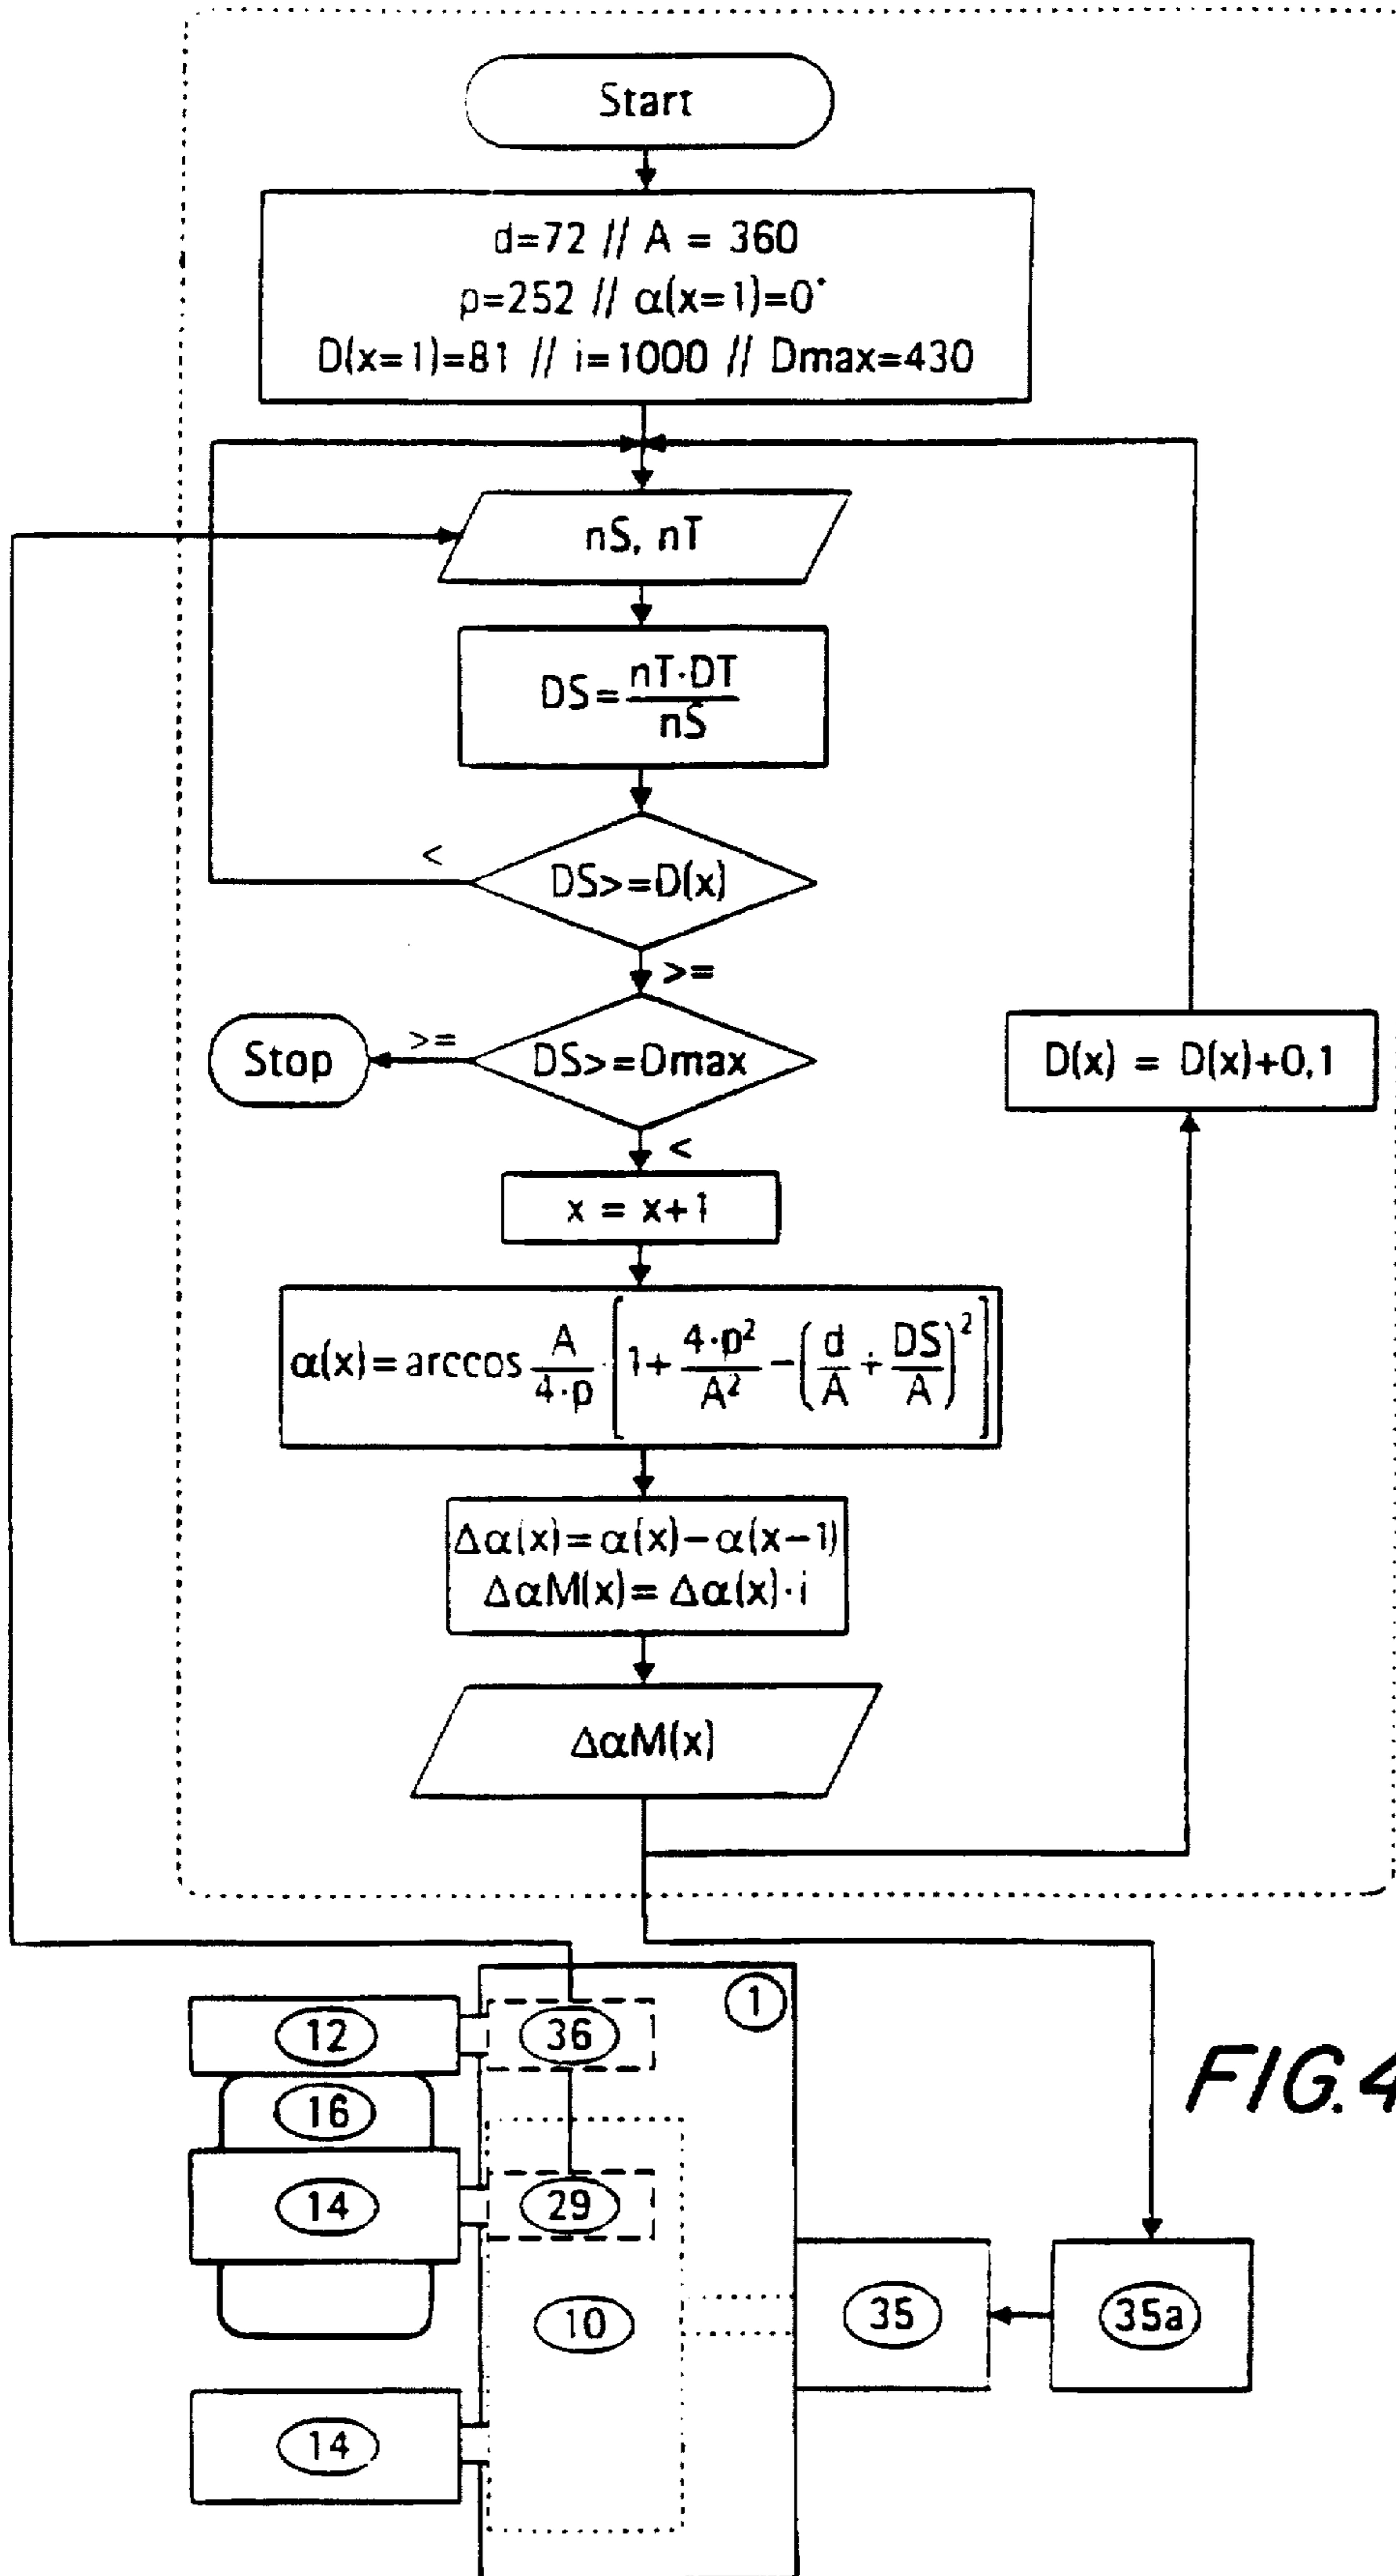 Start
d=72 // A = 360
p=252 // α(x=1)=0°
D(x=1)=81 // i=1000 // Dmax=430
nS, nT
DS = nT·DT / nS
<
DS>=D(x)
>=
>=
Stop
DS>=Dmax
D(x) = D(x)+0,1
<
x = x+1
α(x) = arccos A / 4·p · [1 + 4·p² / A² − (d / A + DS / A)²]
Δα(x) = α(x) − α(x−1)
ΔαM(x) = Δα(x)·i
ΔαM(x)
1
12
36
16
FIG.4
14
29
10
35
35a
14